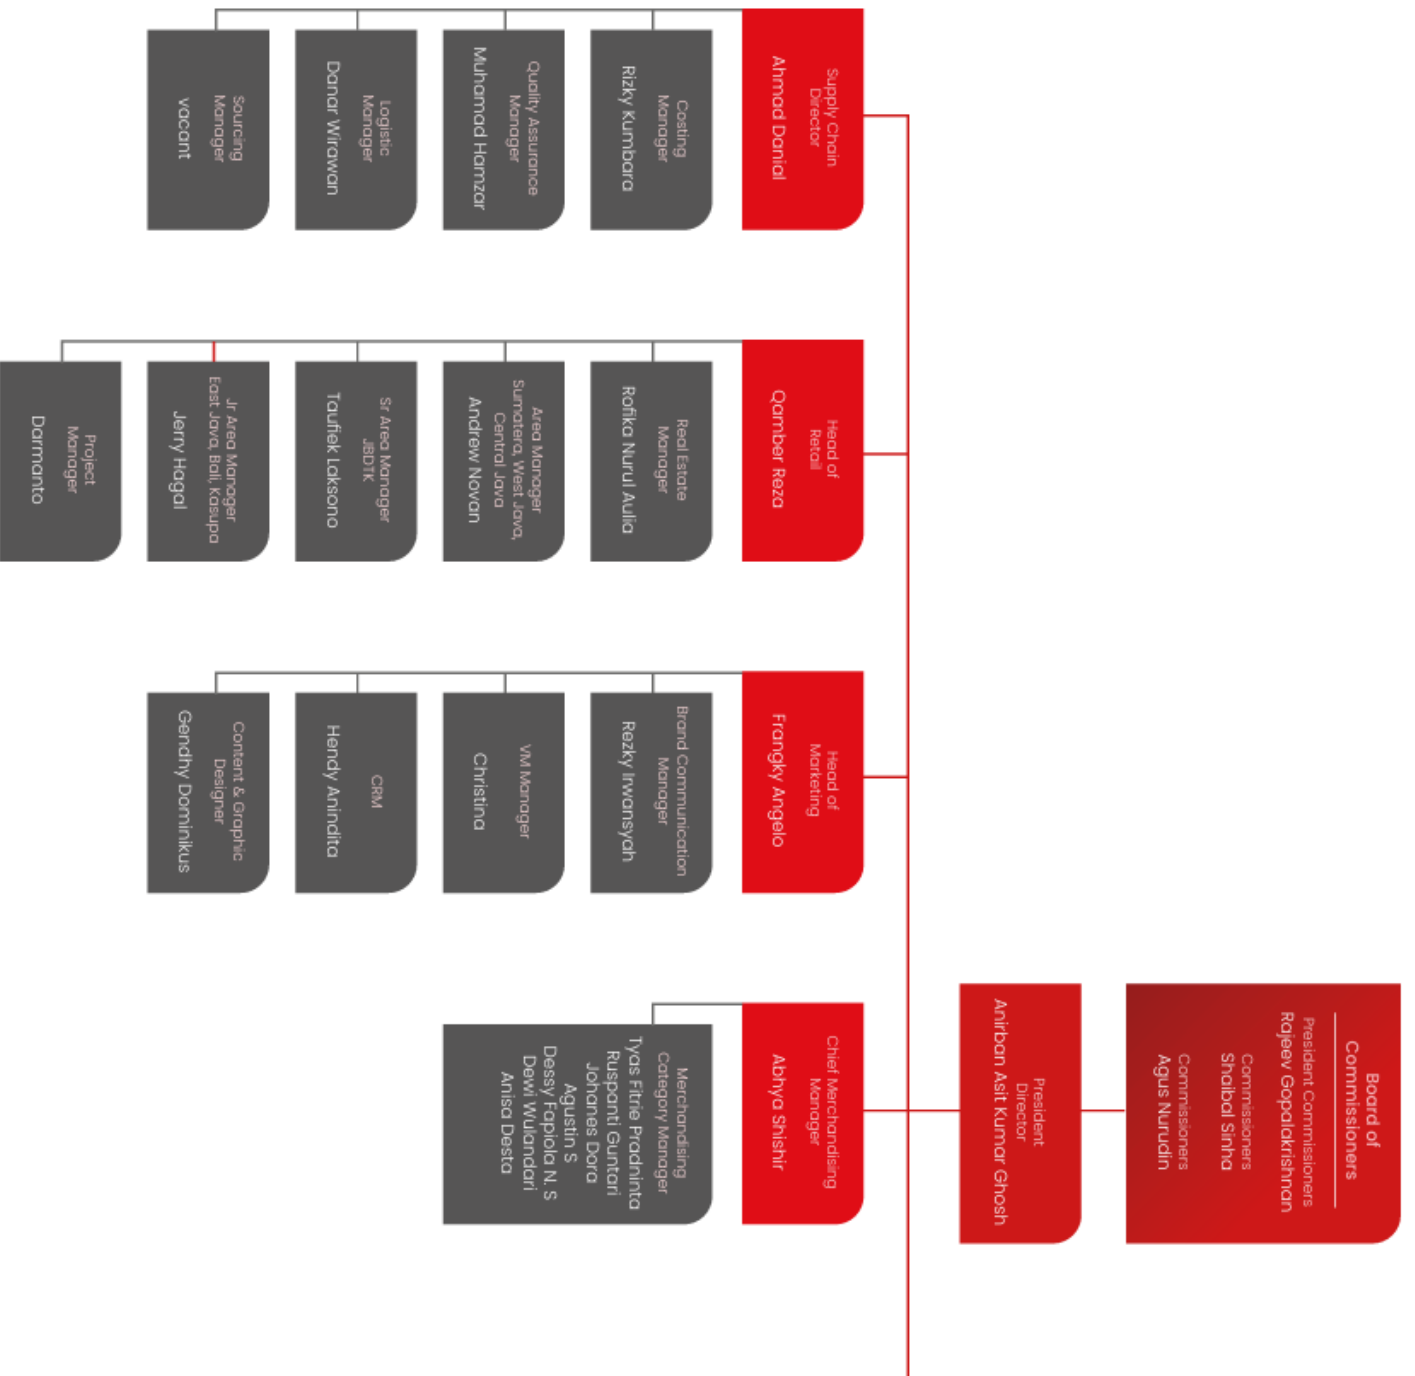 Board of
Commissioners
President Commissioners
Rajeev Gopalakrishnan
Commissioners
Shaibal Sinha
Commissioners
Agus Nurudin
President
Director
Anirban Asit Kumar Ghosh
Supply Chain
Director
Ahmad Danial
Costing
Manager
Rizky Kumbara
Quality Assurance
Manager
Muhamad Hamzar
Logistic
Manager
Danar Wirawan
Sourcing
Manager
vacant
Head of
Retail
Qamber Reza
Real Estate
Manager
Rofika Nurul Aulia
Area Manager
Sumatera, West Java,
Central Java
Andrew Novan
Sr Area Manager
JBDTK
Taufiek Laksono
Jr Area Manager
East Java, Bali, Kasupa
Jerry Hagal
Project
Manager
Darmanto
Head of
Marketing
Frangky Angelo
Brand Communication
Manager
Rezky Irwansyah
VM Manager
Christina
CRM
Hendy Anindita
Content & Graphic
Designer
Gendhy Dominikus
Chief Merchandising
Manager
Abhya Shishir
Merchandising
Category Manager
Tyas Fitrie Pradninta
Ruspanti Guntari
Johanes Dora
Agustin S
Dessy Fapiola N. S
Dewi Wulandari
Anisa Desta